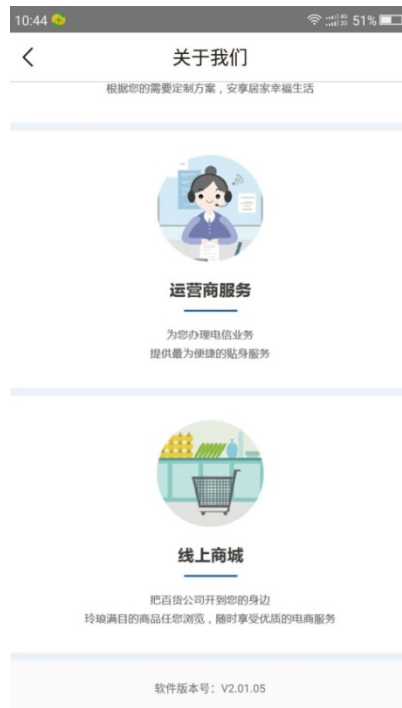 10:44 51%
关于我们
根据您的需要定制方案，安享居家幸福生活
运营商服务
为您办理电信业务
提供最为便捷的贴身服务
线上商城
把百货公司开到您的身边
玲琅满目的商品任您浏览，随时享受优质的电商服务
软件版本号：V2.01.05